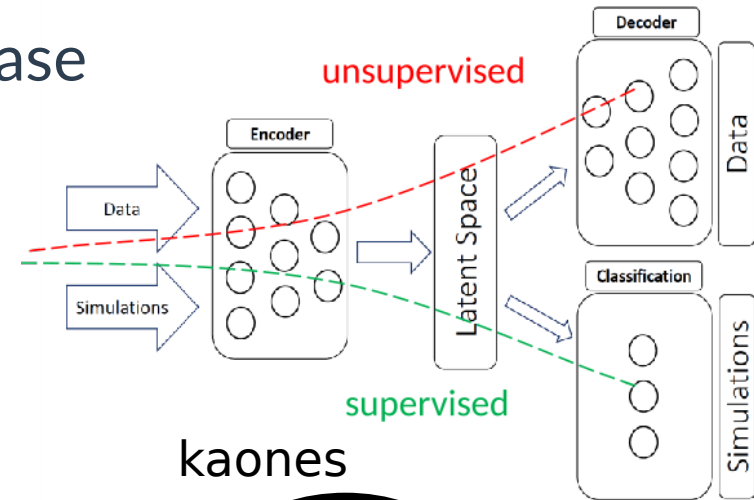 ase
Decoder
unsupervised
Encoder
Data
Data
Latent Space
Classification
Simulations
supervised
Simulations
kaones